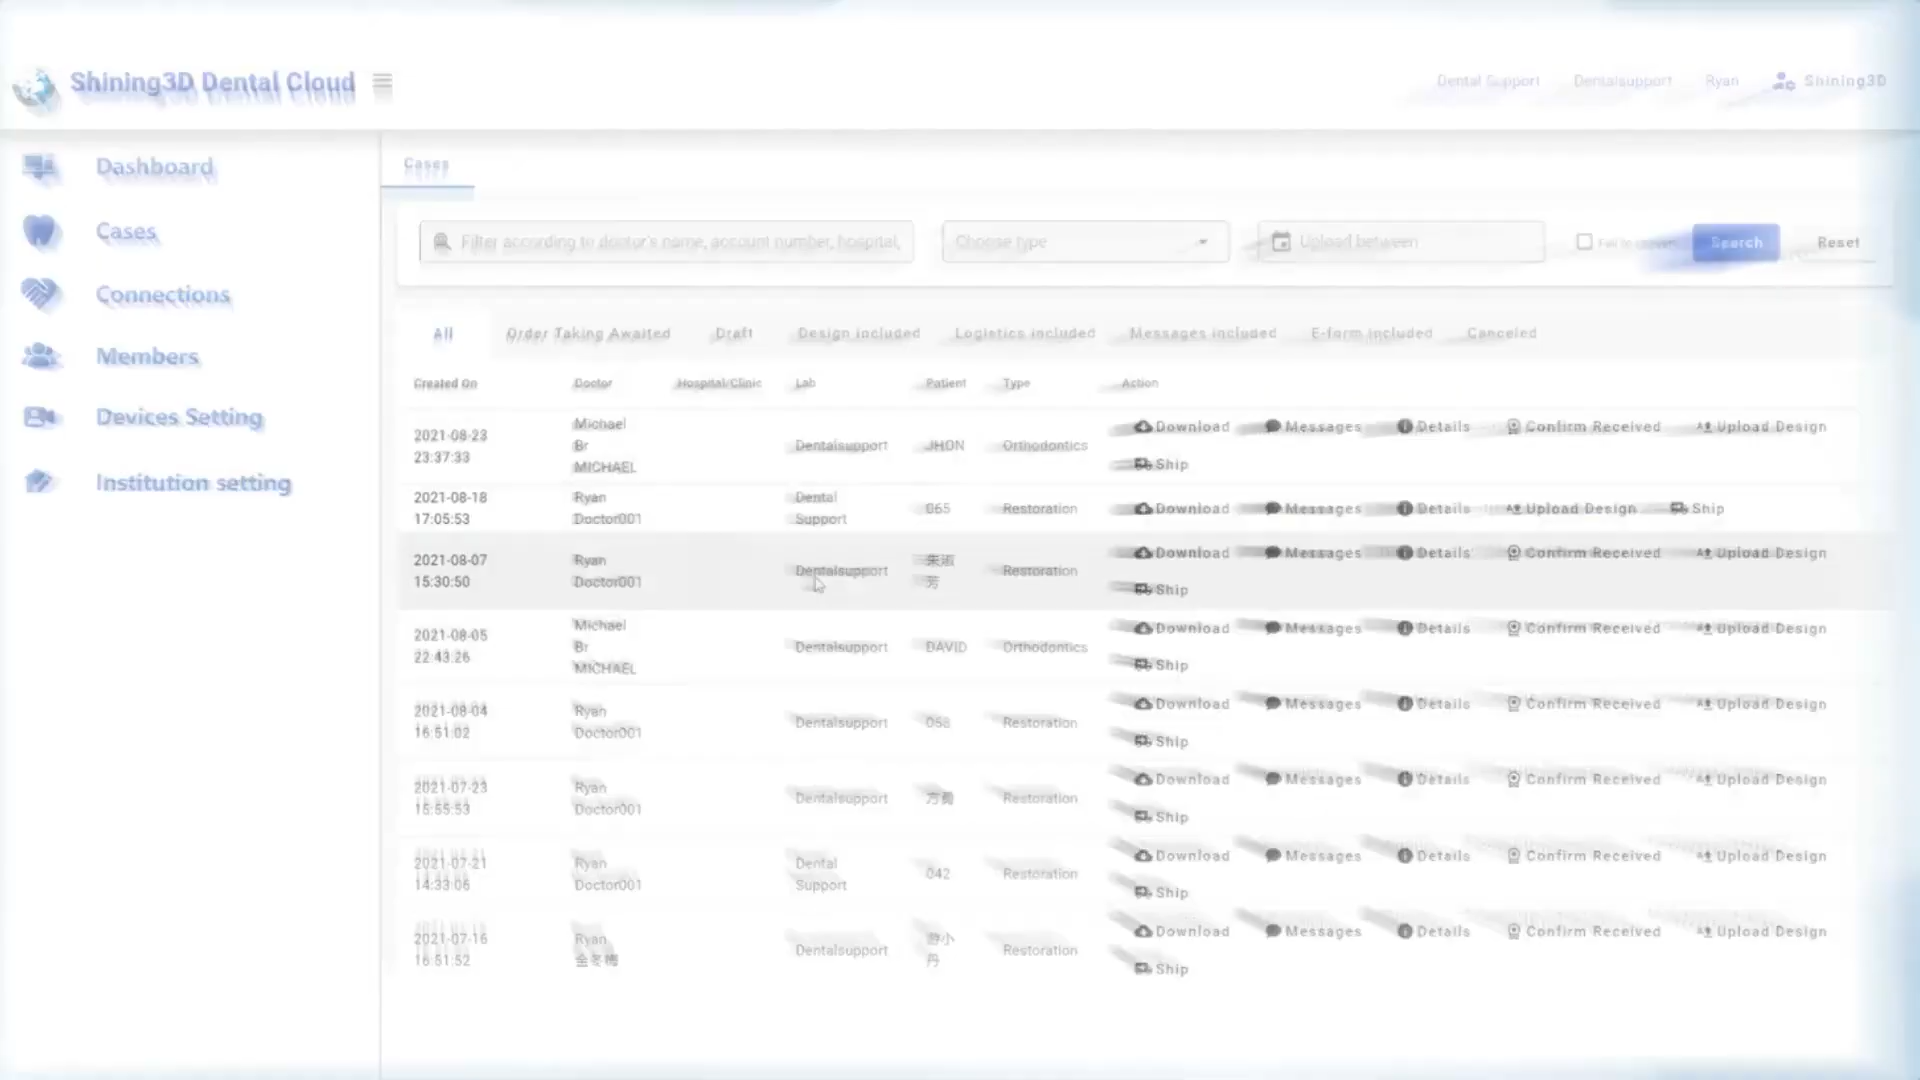 Shining3D Dental Cloud
Dental Support Dentalsupport Ryan Shining3D
Dashboard
Cases
Connections
Members
Devices Setting
Institution setting
Cases
Filter according to doctor's name, account number, hospital,
Choose type
Upload between
Search
Reset
All Order Taking Awaited Draft Design included Logistics included Messages included E-form included Canceled
Created On Doctor Hospital/Clinic Lab Patient Type Action
2021-08-23 23:37:33 Michael Br MICHAEL Dentalsupport JHON Orthodontics Download Messages Details Confirm Received Upload Design Ship
2021-08-18 17:05:53 Ryan Doctor001 Dental Support 065 Restoration Download Messages Details Upload Design Ship
2021-08-07 15:30:50 Ryan Doctor001 Dentalsupport 朱淑芳 Restoration Download Messages Details Confirm Received Upload Design Ship
2021-08-05 22:43:26 Michael Br MICHAEL Dentalsupport DAVID Orthodontics Download Messages Details Confirm Received Upload Design Ship
2021-08-04 16:51:02 Ryan Doctor001 Dentalsupport Restoration Download Messages Details Confirm Received Upload Design Ship
2021-07-23 Ryan Doctor001 Dentalsupport Restoration Download Messages Details Confirm Received Upload Design Ship
2021-07-21 14:33:06 Ryan Doctor001 Dental Support 042 Restoration Download Messages Details Confirm Received Upload Design Ship
2021-07-16 16:51:52 Ryan 金冬梅 Dentalsupport 游小丹 Restoration Download Messages Details Confirm Received Upload Design Ship